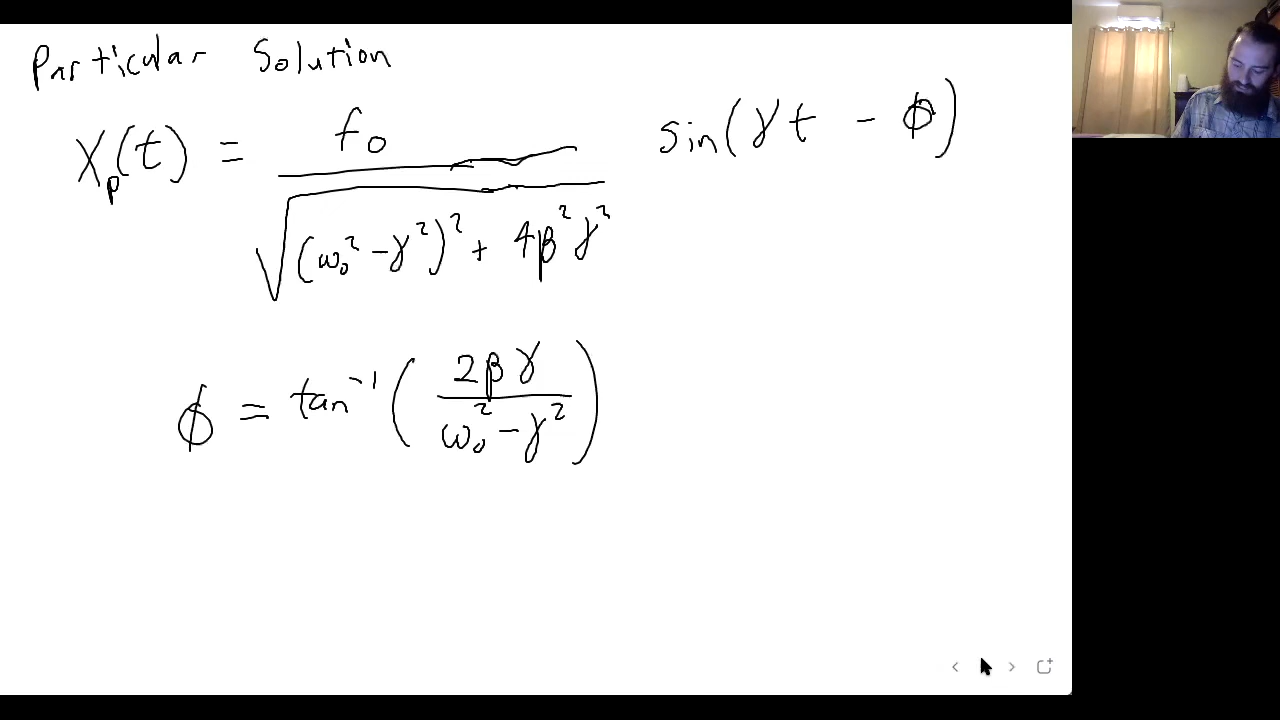 Particular Solution
Xp(t) = f₀ / √((ω₀² - γ²)² + 4β²γ²) sin(γt - ϕ)
ϕ = tan⁻¹(2βγ / (ω₀² - γ²))